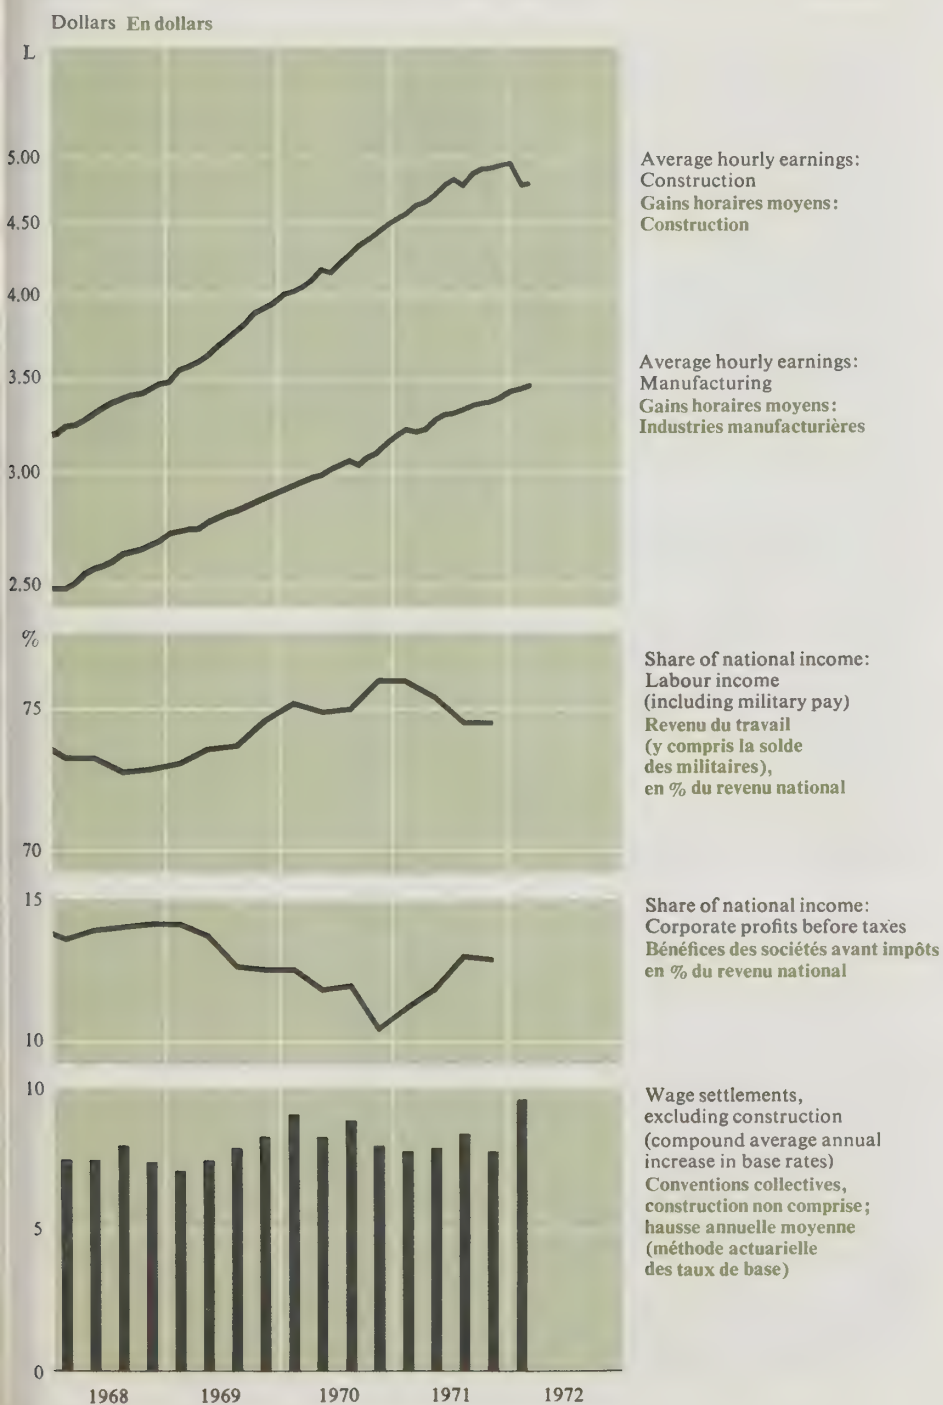 Dollars En dollars
L
5.00
4.50
4.00
3.50
3.00
2.50
Average hourly earnings:
Construction
Gains horaires moyens:
Construction
Average hourly earnings:
Manufacturing
Gains horaires moyens:
Industries manufacturières
%
75
70
Share of national income:
Labour income
(including military pay)
Revenu du travail
(y compris la solde
des militaires),
en % du revenu national
15
10
Share of national income:
Corporate profits before taxes
Bénéfices des sociétés avant impôts
en % du revenu national
10
5
0
Wage settlements,
excluding construction
(compound average annual
increase in base rates)
Conventions collectives,
construction non comprise;
hausse annuelle moyenne
(méthode actuarielle
des taux de base)
1968 1969 1970 1971 1972